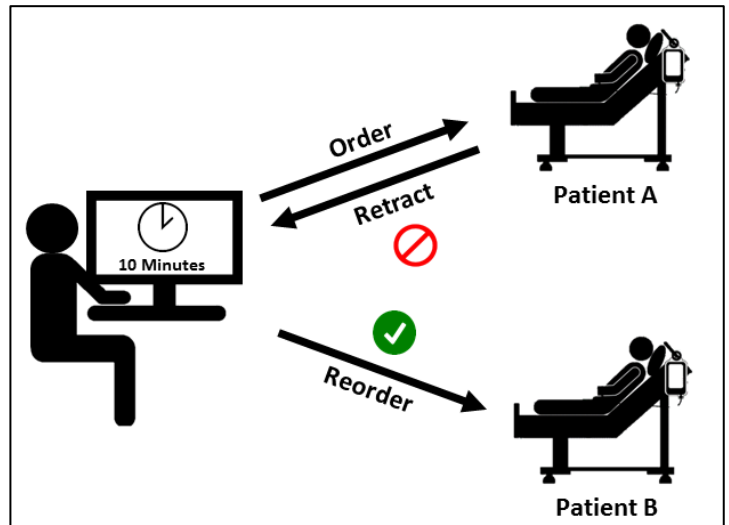 Order
Retract
Patient A
10 Minutes
Reorder
Patient B